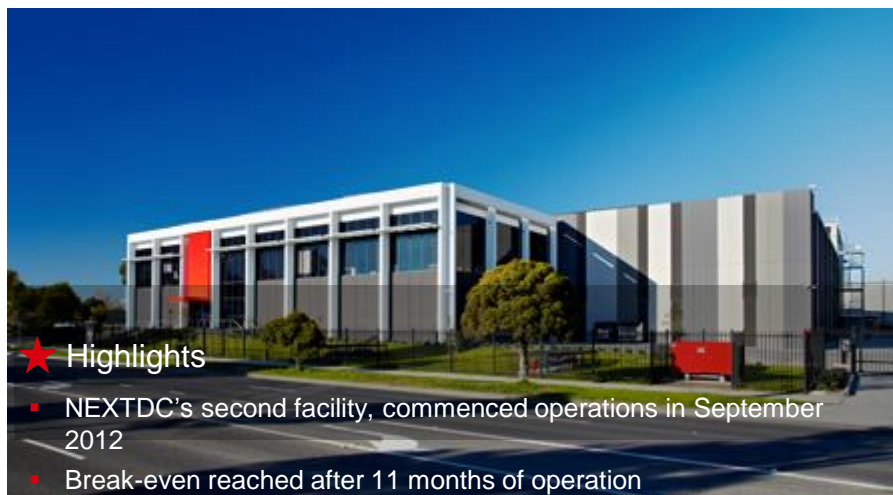 Highlights
▪ NEXTDC’s second facility, commenced operations in September
2012
▪ Break-even reached after 11 months of operation